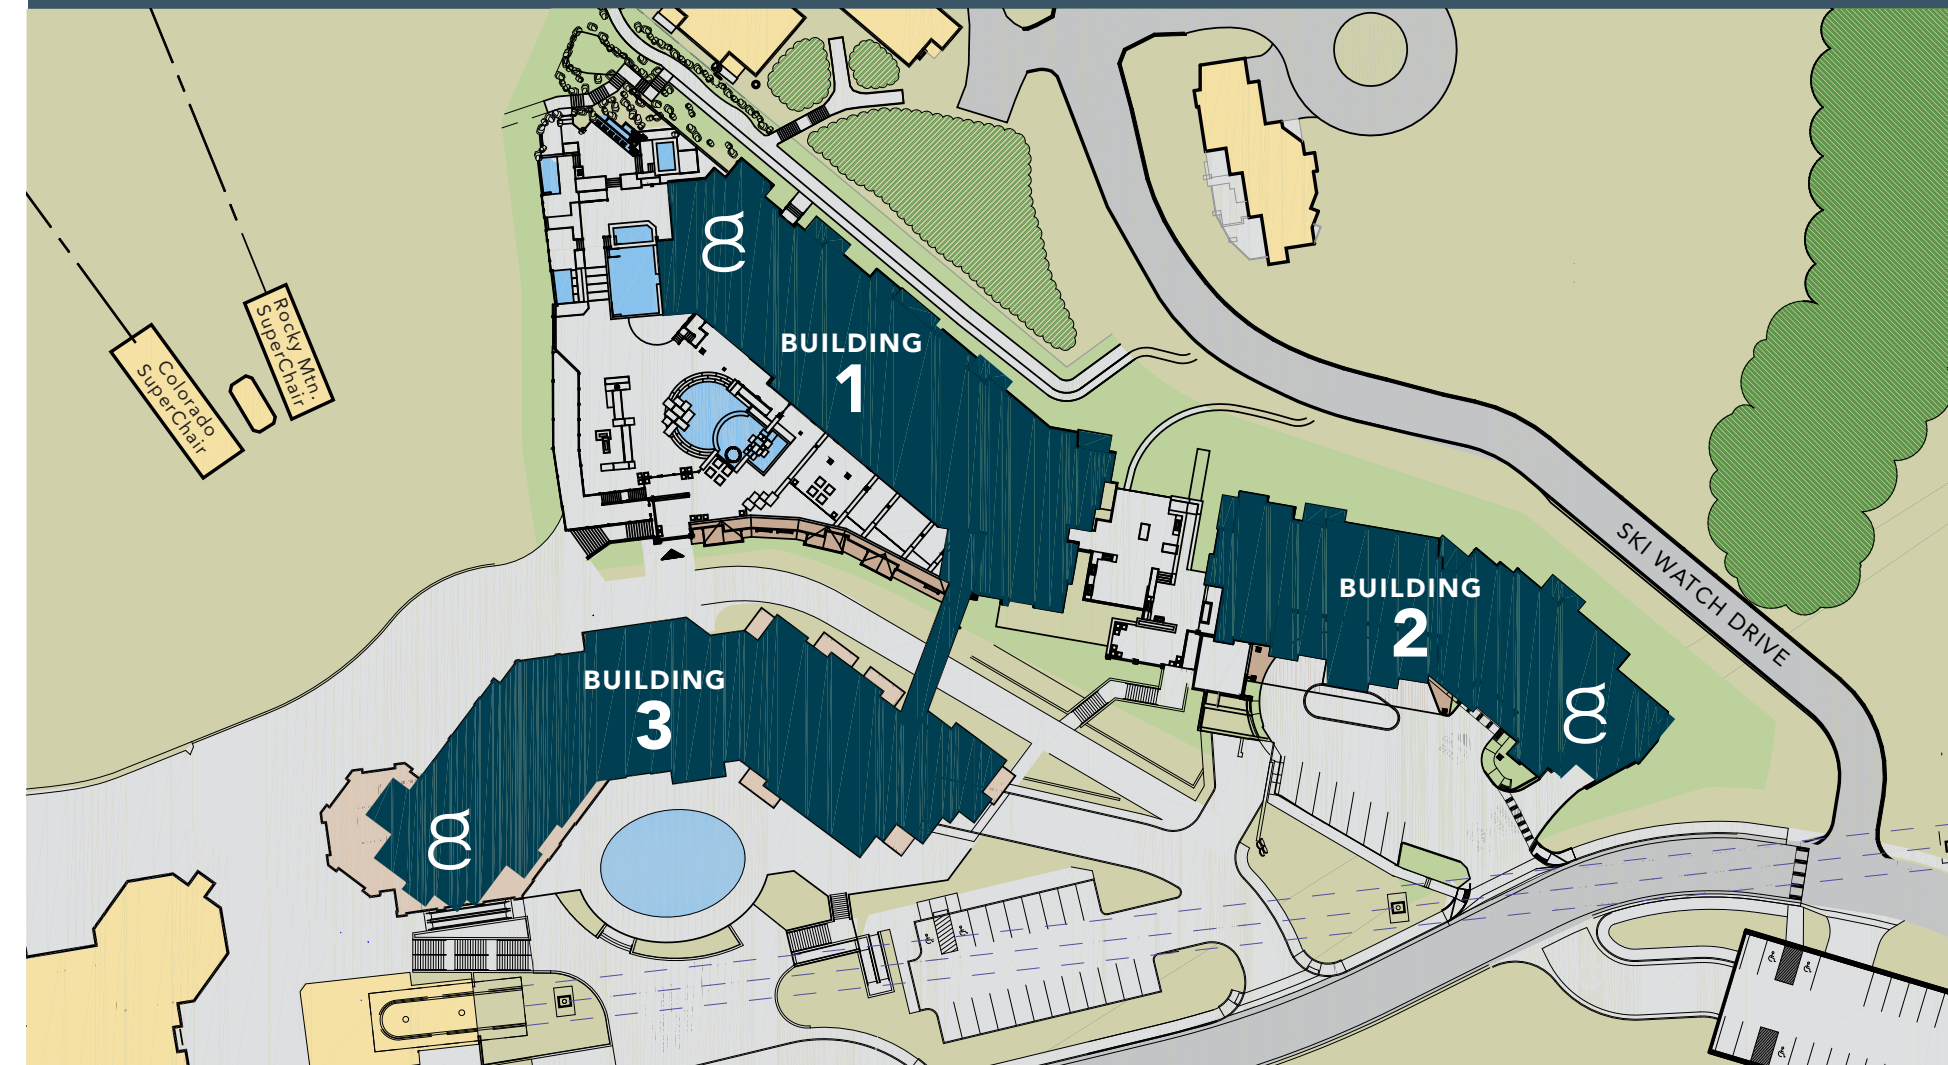 BUILDING
1
Rocky Mtn.
SuperChair
Colorado
SuperChair
BUILDING
2
SKI WATCH DRIVE
BUILDING
3